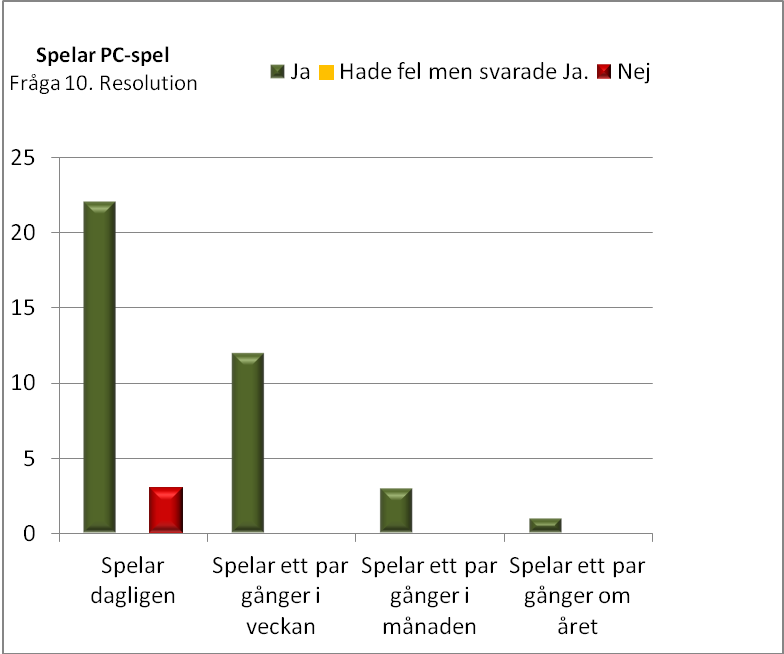 Spelar PC-spel
Fråga 10. Resolution
Ja Hade fel men svarade Ja. Nej
25
20
15
10
5
0
Spelar dagligen
Spelar ett par gånger i veckan
Spelar ett par gånger i månaden
Spelar ett par gånger om året